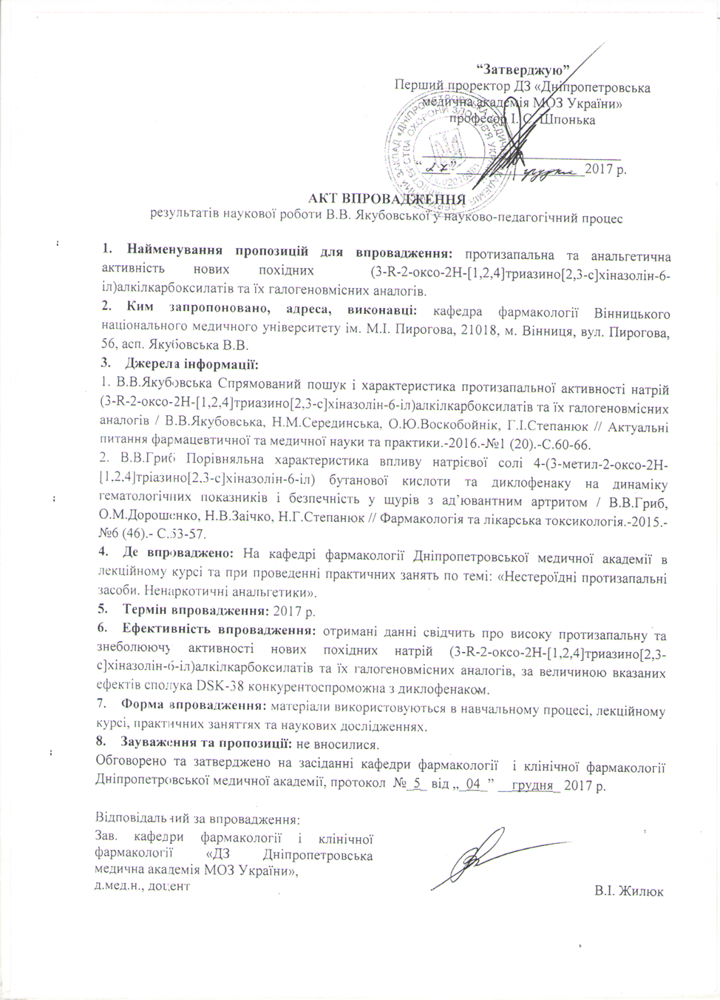 “Затверджую”
Перший проректор ДЗ «Дніпропетровська
медична академія МОЗ України»
професор І. С. Шпонька
“ 27 ” грудня 2017 р.
АКТ ВПРОВАДЖЕННЯ
результатів наукової роботи В.В. Якубовської у науково-педагогічний процес
1. Найменування пропозицій для впровадження: протизапальна та анальгетична
активність нових похідних (3-R-2-оксо-2Н-[1,2,4]триазино[2,3-с]хіназолін-6-
іл)алкілкарбоксилатів та їх галогеновмісних аналогів.
2. Ким запропоновано, адреса, виконавці: кафедра фармакології Вінницького
національного медичного університету ім. М.І. Пирогова, 21018, м. Вінниця, вул. Пирогова,
56, асп. Якубовська В.В.
3. Джерела інформації:
1. В.В.Якубовська Спрямований пошук і характеристика протизапальної активності натрій
(3-R-2-оксо-2Н-[1,2,4]триазино[2,3-с]хіназолін-6-іл)алкілкарбоксилатів та їх галогеновмісних
аналогів / В.В.Якубовська, Н.М.Серединська, О.Ю.Воскобойнік, Г.І.Степанюк // Актуальні
питання фармацевтичної та медичної науки та практики.-2016.-№1 (20).-С.60-66.
2. В.В.Гриб Порівняльна характеристика впливу натрієвої солі 4-(3-метил-2-оксо-2Н-
[1,2,4]тріазино[2,3-с]хіназолін-6-іл) бутанової кислоти та диклофенаку на динаміку
гематологічних показників і безпечність у щурів з ад’ювантним артритом / В.В.Гриб,
О.М.Дорошенко, Н.В.Заічко, Н.Г.Степанюк // Фармакологія та лікарська токсикологія.-2015.-
№6 (46).- С.53-57.
4. Де впроваджено: На кафедрі фармакології Дніпропетровської медичної академії в
лекційному курсі та при проведенні практичних занять по темі: «Нестероїдні протизапальні
засоби. Ненаркотичні анальгетики».
5. Термін впровадження: 2017 р.
6. Ефективність впровадження: отримані данні свідчить про високу протизапальну та
знеболюючу активності нових похідних натрій (3-R-2-оксо-2Н-[1,2,4]триазино[2,3-
с]хіназолін-6-іл)алкілкарбоксилатів та їх галогеновмісних аналогів, за величиною вказаних
ефектів сполука DSK-38 конкурентоспроможна з диклофенаком.
7. Форма впровадження: матеріали використовуються в навчальному процесі, лекційному
курсі, практичних заняттях та наукових дослідженнях.
8. Зауваження та пропозиції: не вносилися.
Обговорено та затверджено на засіданні кафедри фармакології і клінічної фармакології
Дніпропетровської медичної академії, протокол №_5_ від „_04_” __грудня_ 2017 р.
Відповідальний за впровадження:
Зав. кафедри фармакології і клінічної
фармакології «ДЗ Дніпропетровська
медична академія МОЗ України»,
д.мед.н., доцент
В.І. Жилюк